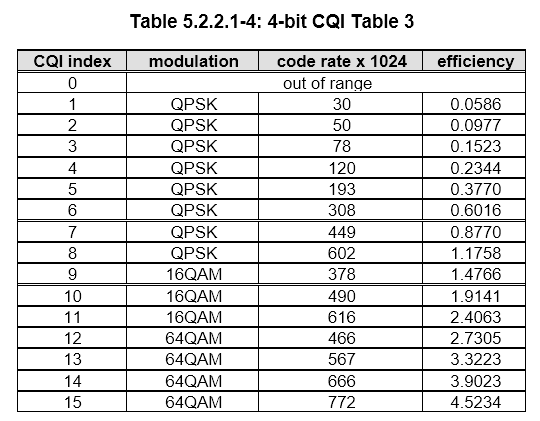 Table 5.2.2.1-4: 4-bit CQI Table 3
CQI index modulation code rate x 1024 efficiency
0 out of range
1 QPSK 30 0.0586
2 QPSK 50 0.0977
3 QPSK 78 0.1523
4 QPSK 120 0.2344
5 QPSK 193 0.3770
6 QPSK 308 0.6016
7 QPSK 449 0.8770
8 QPSK 602 1.1758
9 16QAM 378 1.4766
10 16QAM 490 1.9141
11 16QAM 616 2.4063
12 64QAM 466 2.7305
13 64QAM 567 3.3223
14 64QAM 666 3.9023
15 64QAM 772 4.5234